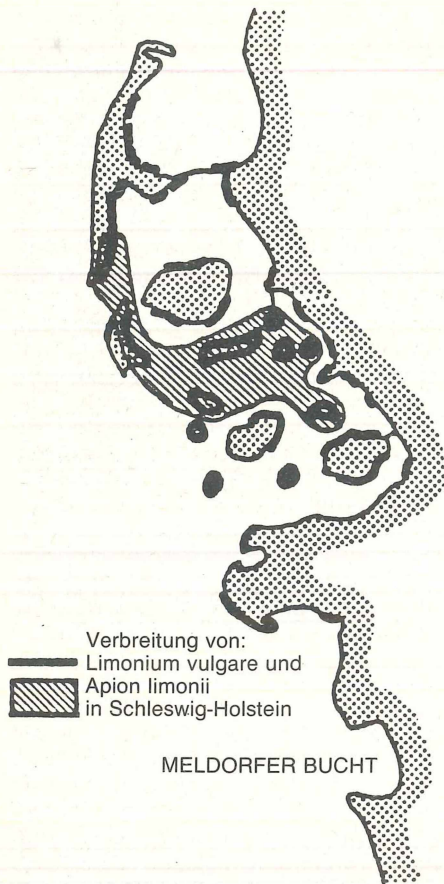 Verbreitung von:
Limonium vulgare und
Apion limonii
in Schleswig-Holstein
MELDORFER BUCHT